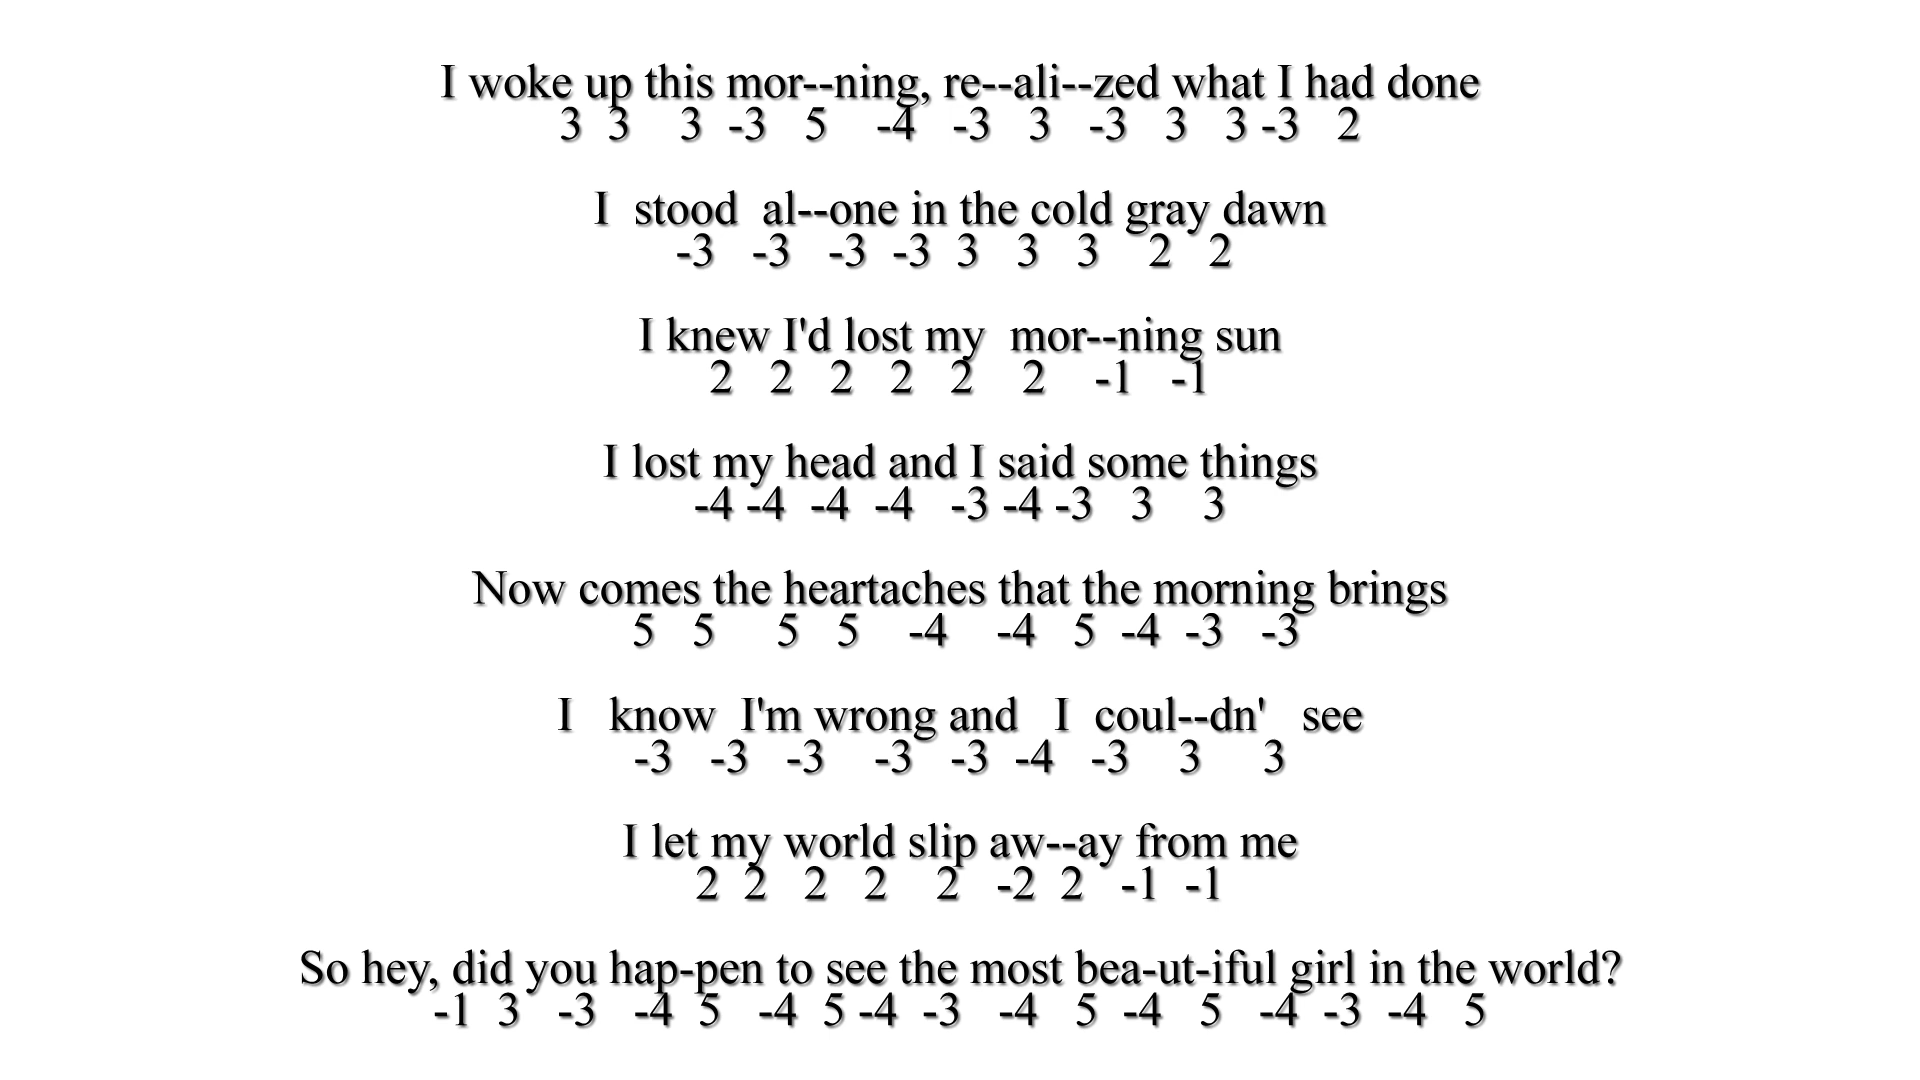 I woke up this mor--ning, re--ali--zed what I had done
3 3 3 -3 5 -4 -3 3 -3 3 3 -3 2
I stood al--one in the cold gray dawn
-3 -3 -3 -3 3 3 3 2 2
I knew I'd lost my mor--ning sun
2 2 2 2 2 2 -1 -1
I lost my head and I said some things
-4 -4 -4 -4 -3 -4 -3 3 3
Now comes the heartaches that the morning brings
5 5 5 5 -4 -4 5 -4 -3 -3
I know I'm wrong and I coul--dn' see
-3 -3 -3 -3 -3 -4 -3 3 3
I let my world slip aw--ay from me
2 2 2 2 2 -2 2 -1 -1
So hey, did you hap-pen to see the most bea-ut-iful girl in the world?
-1 3 -3 -4 5 -4 5 -4 -3 -4 5 -4 5 -4 -3 -4 5